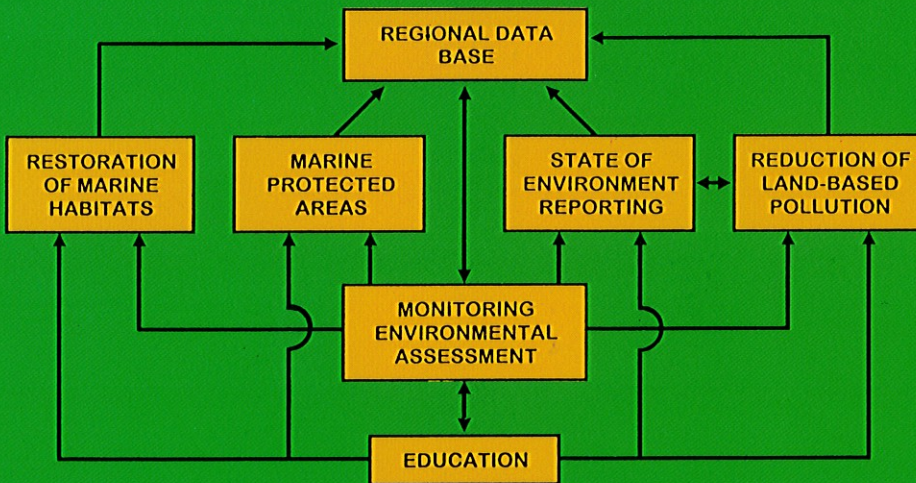 REGIONAL DATA
BASE
RESTORATION
OF MARINE
HABITATS
MARINE
PROTECTED
AREAS
STATE OF
ENVIRONMENT
REPORTING
REDUCTION OF
LAND-BASED
POLLUTION
MONITORING
ENVIRONMENTAL
ASSESSMENT
EDUCATION